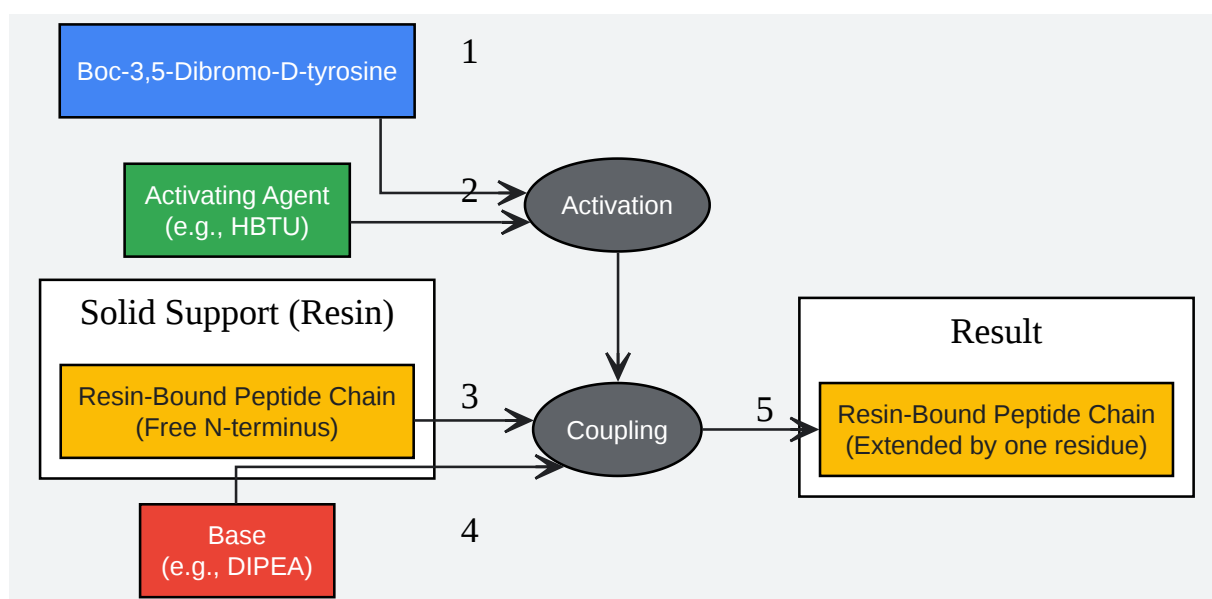 Boc-3,5-Dibromo-D-tyrosine
1
Activating Agent
(e.g., HBTU)
2
Activation
Solid Support (Resin)
Resin-Bound Peptide Chain
(Free N-terminus)
3
Coupling
5
Result
Resin-Bound Peptide Chain
(Extended by one residue)
Base
(e.g., DIPEA)
4